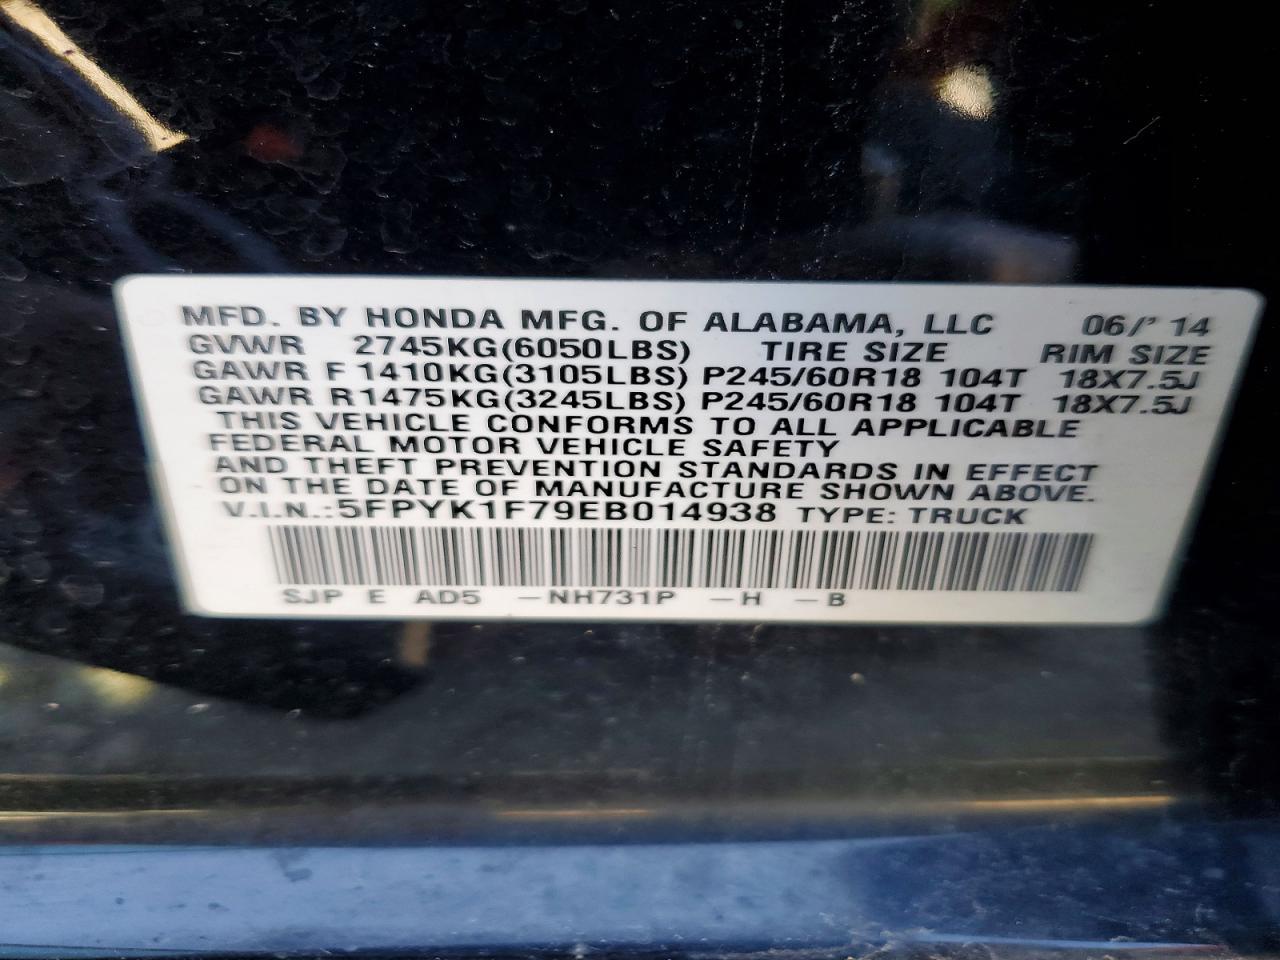 MFD. BY HONDA MFG. OF ALABAMA, LLC 06/' 14
GVWR 2745KG(6050LBS) TIRE SIZE RIM SIZE
GAWR F 1410KG(3105LBS) P245/60R18 104T 18X7.5J
GAWR R1475KG(3245LBS) P245/60R18 104T 18X7.5J
THIS VEHICLE CONFORMS TO ALL APPLICABLE
FEDERAL MOTOR VEHICLE SAFETY
AND THEFT PREVENTION STANDARDS IN EFFECT
ON THE DATE OF MANUFACTURE SHOWN ABOVE.
V.I.N.:5FPYK1F79EB014938 TYPE: TRUCK
SJP E AD5 -NH731P -H -B